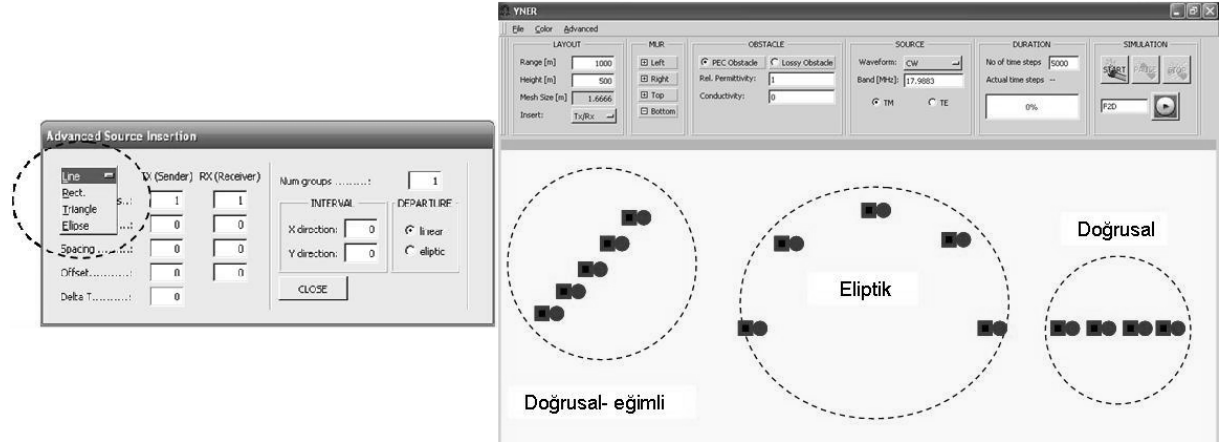 Advanced Source Insertion
Line
Rect.
Triangle
Ellipse
TX (Sender) RX (Receiver)
s..: 1 1
...: 0 0
Spacing ........: 0 0
Offset...........: 0 0
Delta T..........: 0
Num groups .........: 1
INTERVAL
X direction: 0
Y direction: 0
DEPARTURE
linear
eliptic
CLOSE
YNER
File Color Advanced
LAYOUT
Range [m] 1000
Height [m] 500
Mesh Size [m] 1.6666
Insert: Tx/Rx
MUR
Left
Right
Top
Bottom
OBSTACLE
PEC Obstacle Lossy Obstacle
Rel. Permittivity: 1
Conductivity: 0
SOURCE
Waveform: CW
Band [MHz]: 17.9883
TM TE
DURATION
No of time steps 5000
Actual time steps --
0%
SIMULATION
START PAUSE STOP
F2D
Doğrusal- eğimli
Eliptik
Doğrusal